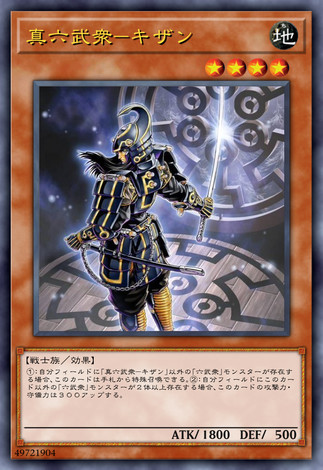 真六武衆－キザン
地
【戦士族／効果】
①：自分フィールドに「真六武衆－キザン」以外の「六武衆」モンスターが存在す
る場合、このカードは手札から特殊召喚できる。②：自分フィールドにこのカー
ド以外の「六武衆」モンスターが２体以上存在する場合、このカードの攻撃力・
守備力は３００アップする。
ATK/ 1800 DEF/ 500
49721904